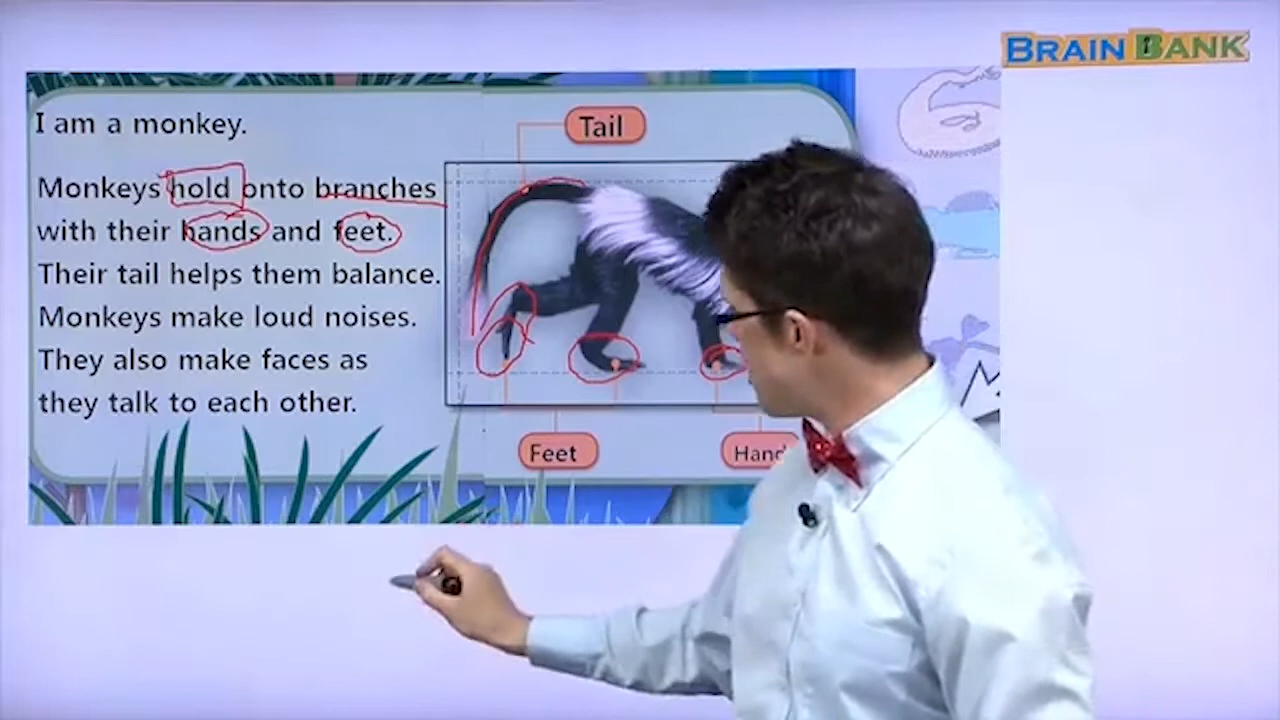 BRAIN BANK
I am a monkey.
Monkeys hold onto branches
with their hands and feet.
Their tail helps them balance.
Monkeys make loud noises.
They also make faces as
they talk to each other.
Tail
Feet
Hand